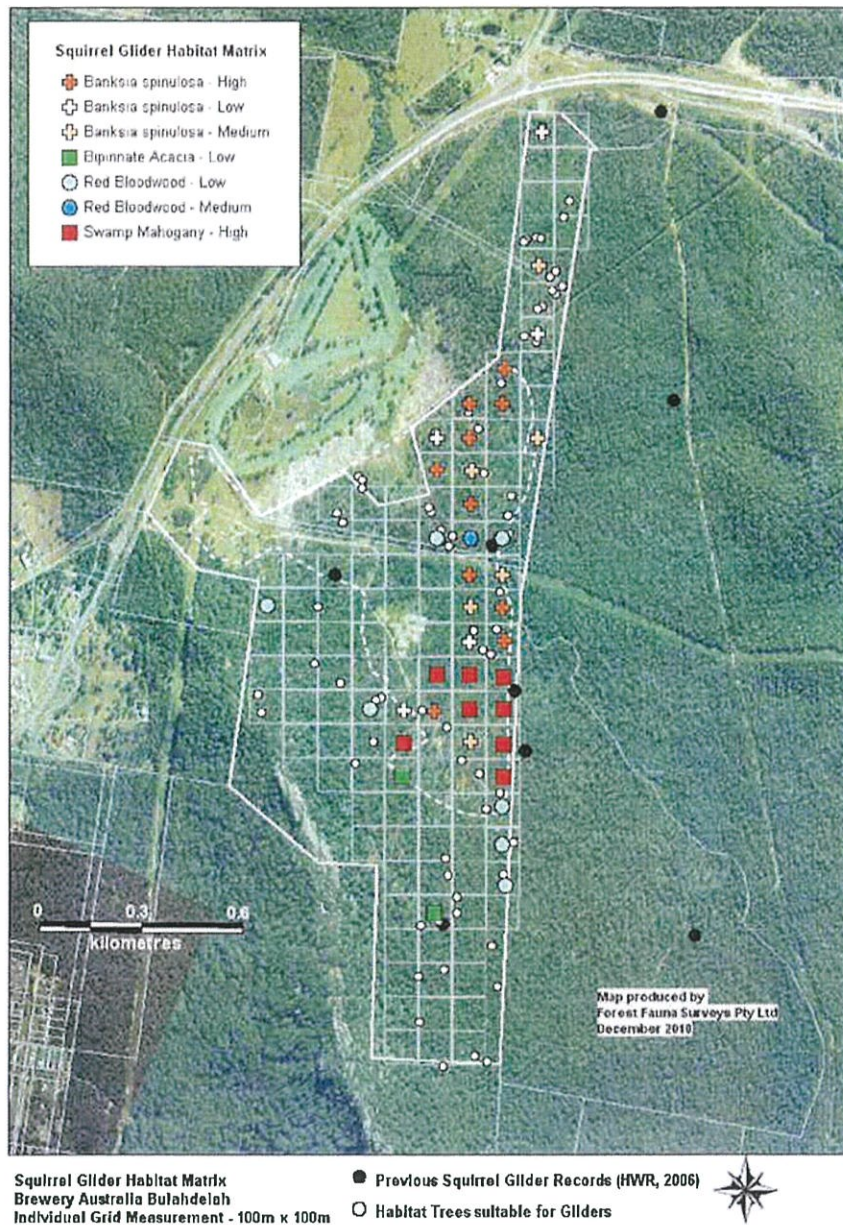 Squirrel Glider Habitat Matrix
Banksia spinulosa - High
Banksia spinulosa - Low
Banksia spinulosa - Medium
Bipinnate Acacia - Low
Red Bloodwood - Low
Red Bloodwood - Medium
Swamp Mahogany - High
0 0.3 0.6
kilometres
Map produced by
Forest Fauna Surveys Pty Ltd
December 2010
Squirrel Glider Habitat Matrix
Brewery Australia Bulahdelah
Individual Grid Measurement - 100m x 100m
Previous Squirrel Glider Records (HWR, 2006)
Habitat Trees suitable for Gliders